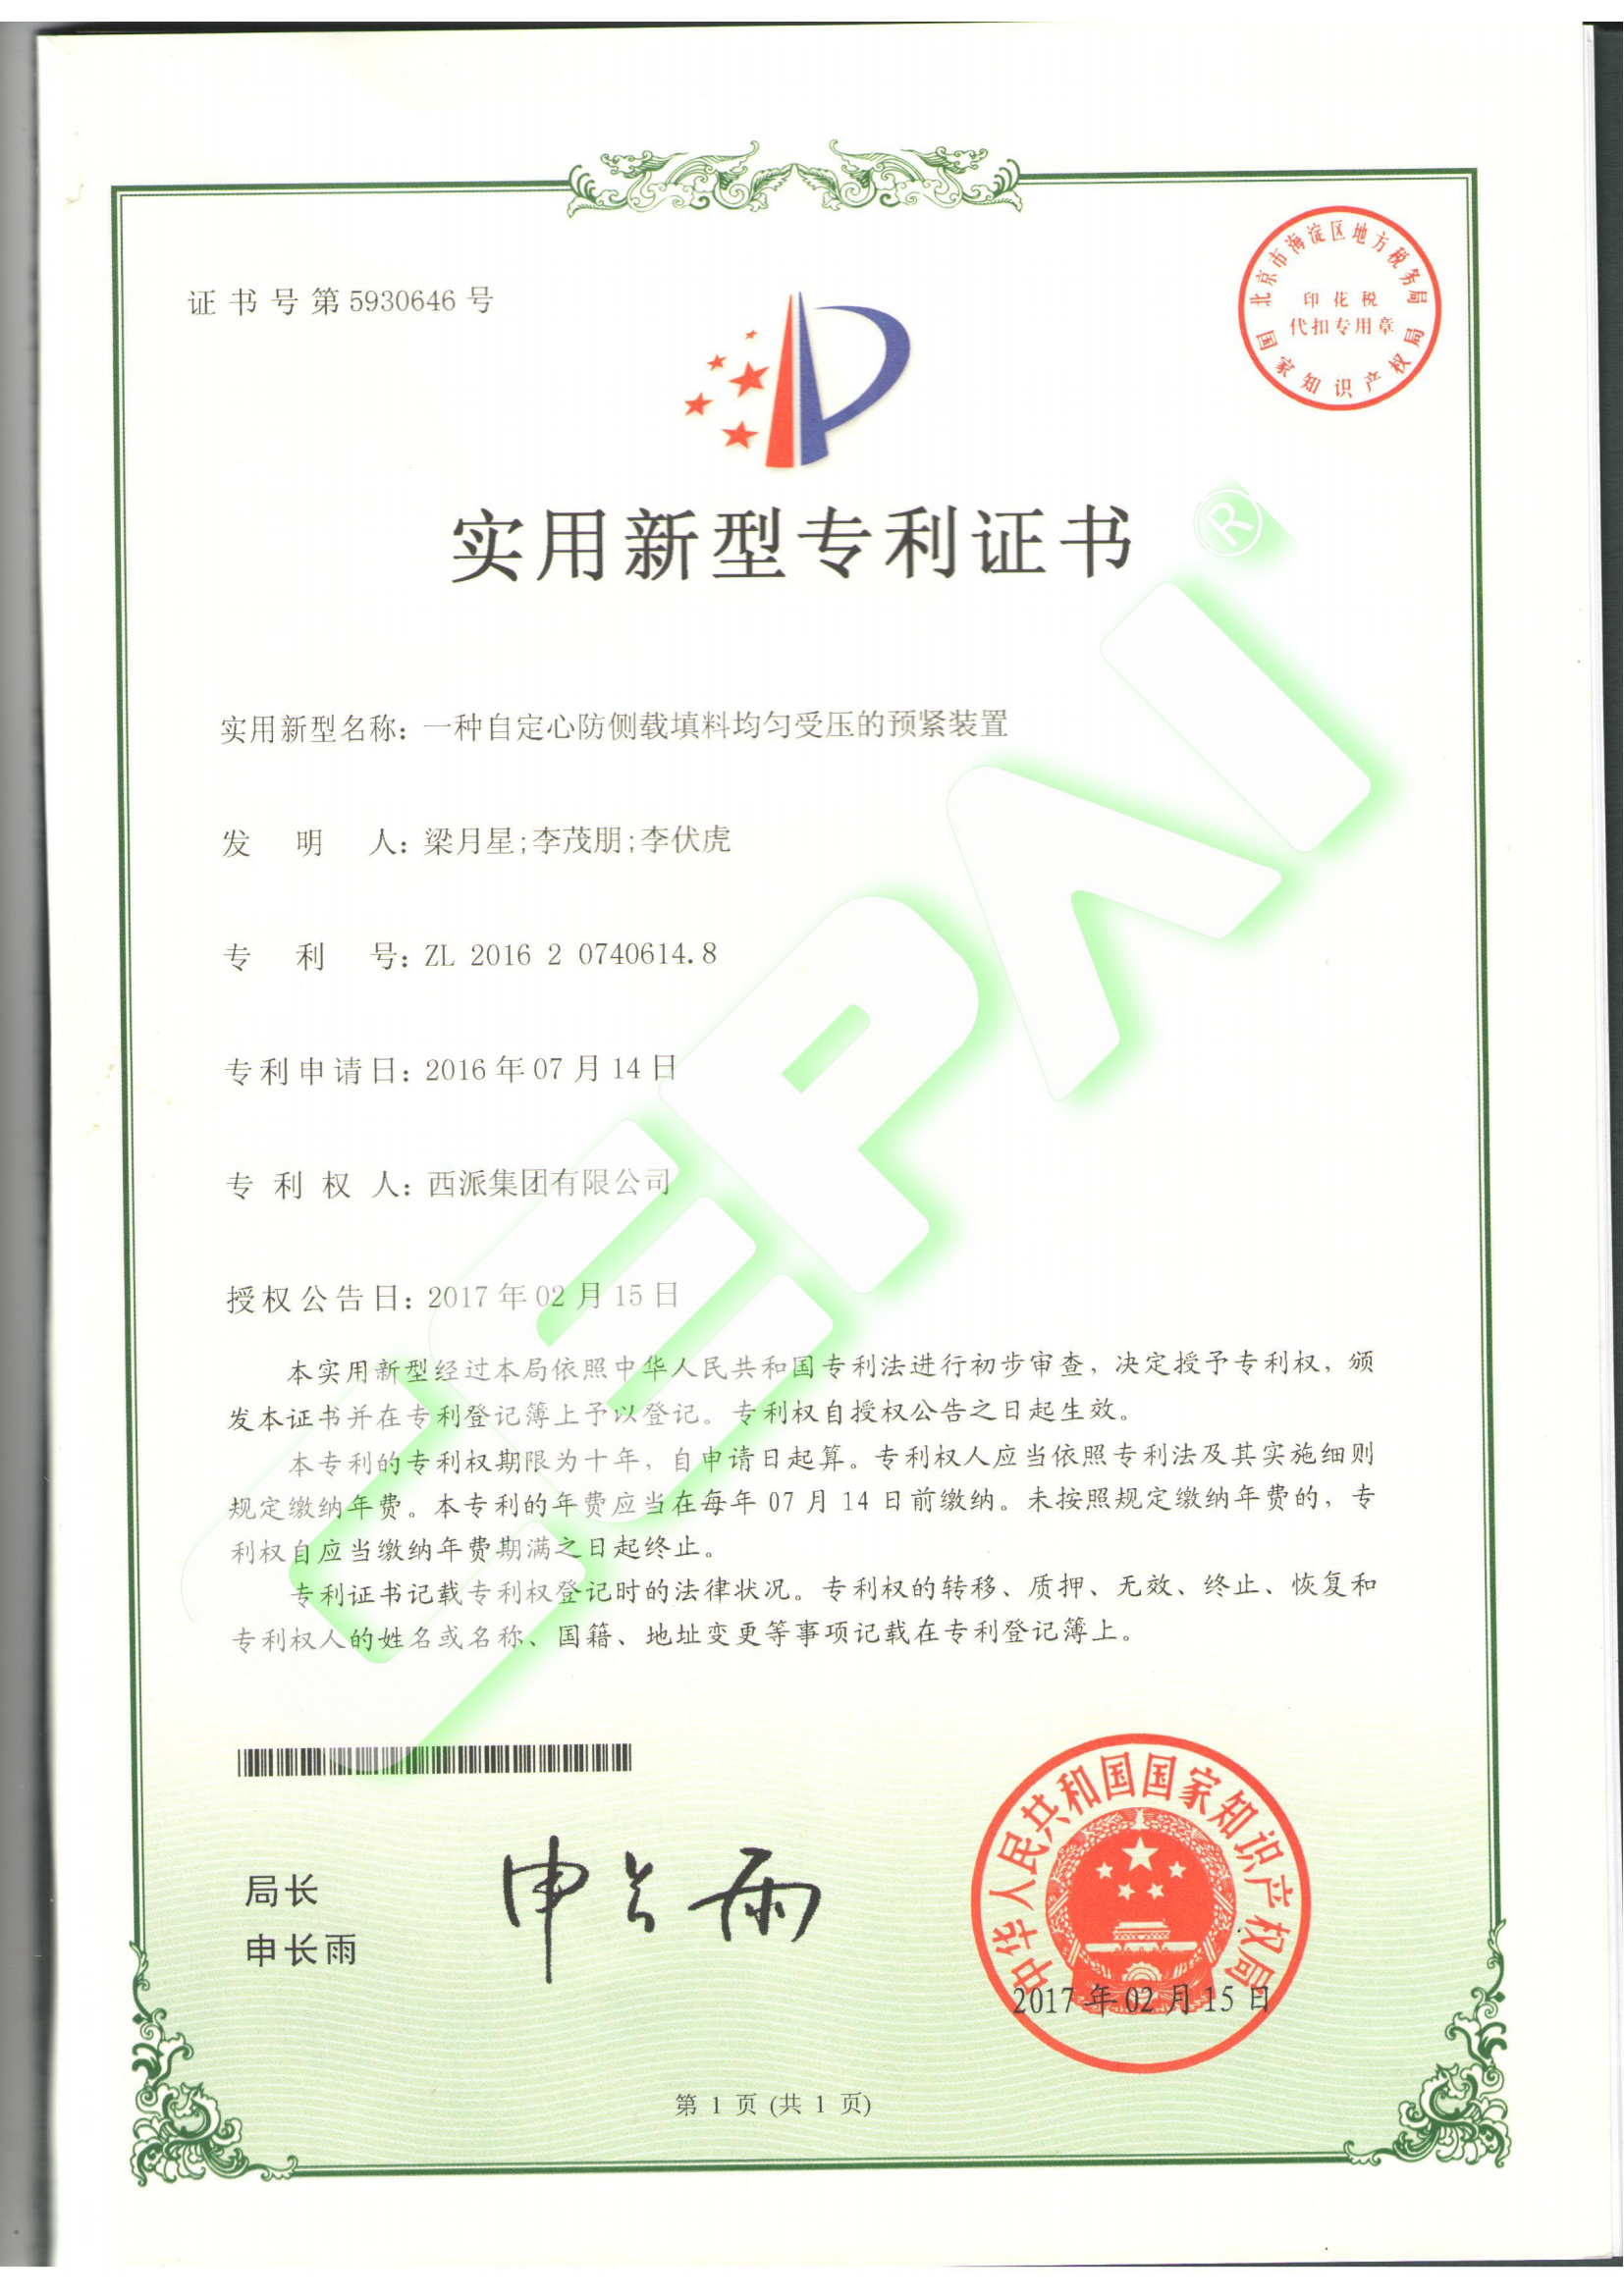 证书号第5930646号
北京市海淀区地方税务局
印花税
代扣专用章
国家知识产权局
实用新型专利证书
®
实用新型名称：一种自定心防侧载填料均匀受压的预紧装置
发明人：梁月星;李茂朋;李伏虎
专利号：ZL 2016 2 0740614.8
专利申请日：2016年07月14日
专利权人：西派集团有限公司
授权公告日：2017年02月15日
CEPAI
本实用新型经过本局依照中华人民共和国专利法进行初步审查，决定授予专利权，颁
发本证书并在专利登记簿上予以登记。专利权自授权公告之日起生效。
本专利的专利权期限为十年，自申请日起算。专利权人应当依照专利法及其实施细则
规定缴纳年费。本专利的年费应当在每年07月14日前缴纳。未按照规定缴纳年费的，专
利权自应当缴纳年费期满之日起终止。
专利证书记载专利权登记时的法律状况。专利权的转移、质押、无效、终止、恢复和
专利权人的姓名或名称、国籍、地址变更等事项记载在专利登记簿上。
局长
申长雨
申长雨
中华人民共和国国家知识产权局
2017年02月15日
第 1 页 (共 1 页)